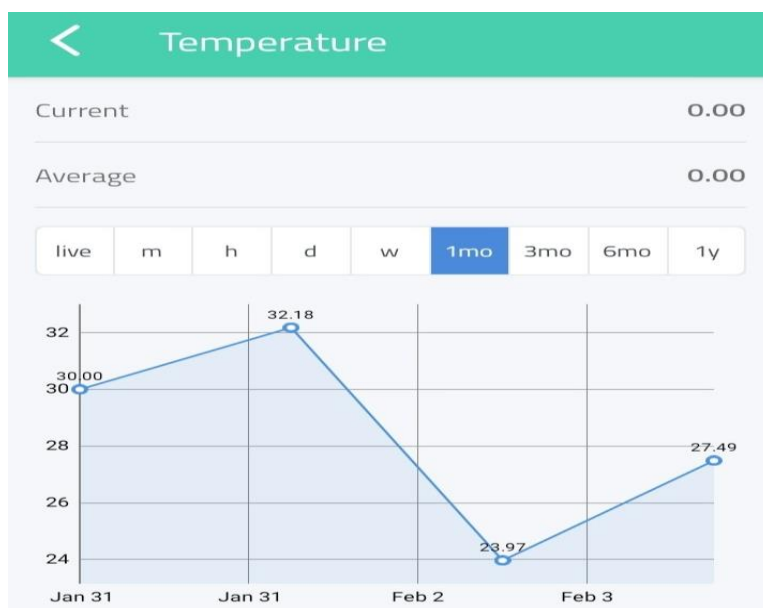 Temperature
Current 0.00
Average 0.00
live m h d w 1mo 3mo 6mo 1y
32.18
32
30.00
30
28
27.49
26
23.97
24
Jan 31 Jan 31 Feb 2 Feb 3